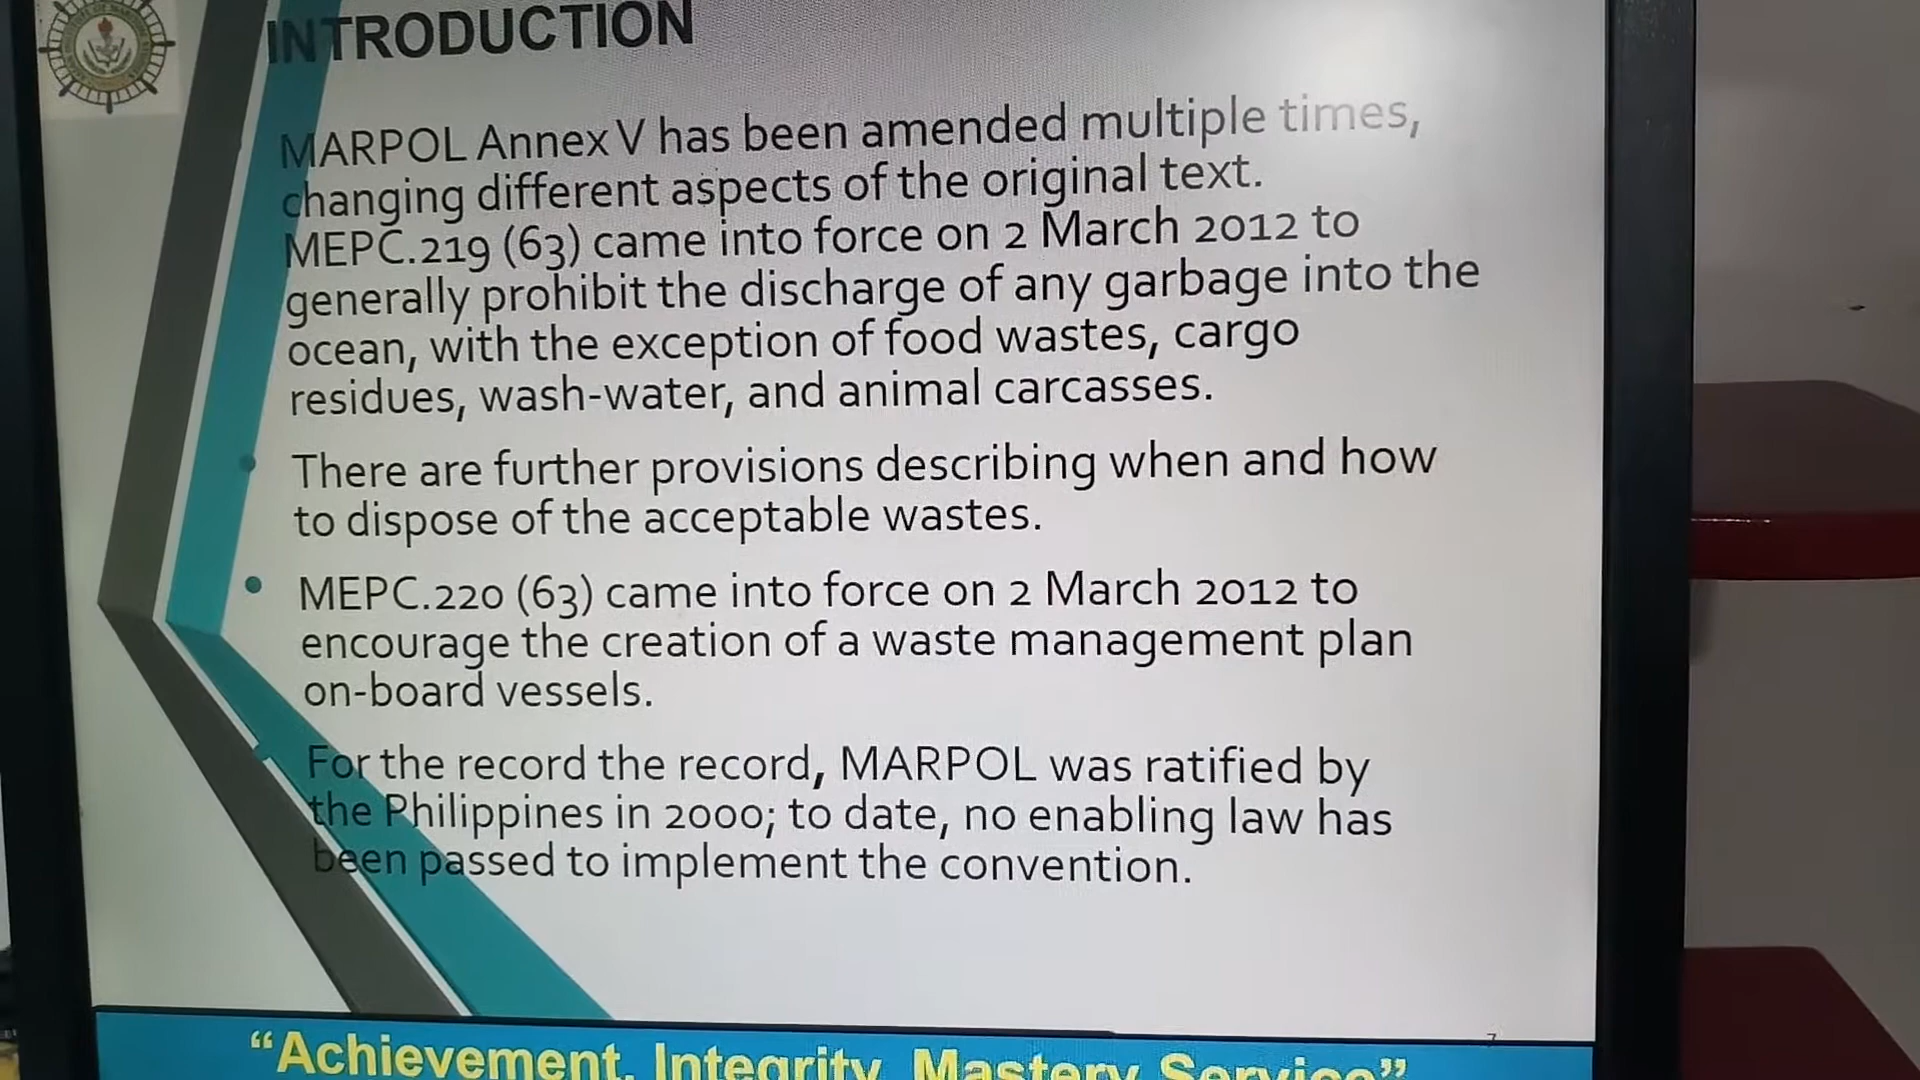 INTRODUCTION
MARPOL Annex V has been amended multiple times,
changing different aspects of the original text.
MEPC.219 (63) came into force on 2 March 2012 to
generally prohibit the discharge of any garbage into the
ocean, with the exception of food wastes, cargo
residues, wash-water, and animal carcasses.
• There are further provisions describing when and how
to dispose of the acceptable wastes.
• MEPC.220 (63) came into force on 2 March 2012 to
encourage the creation of a waste management plan
on-board vessels.
• For the record the record, MARPOL was ratified by
the Philippines in 2000; to date, no enabling law has
been passed to implement the convention.
7
“Achievement, Integrity, Mastery, Service”